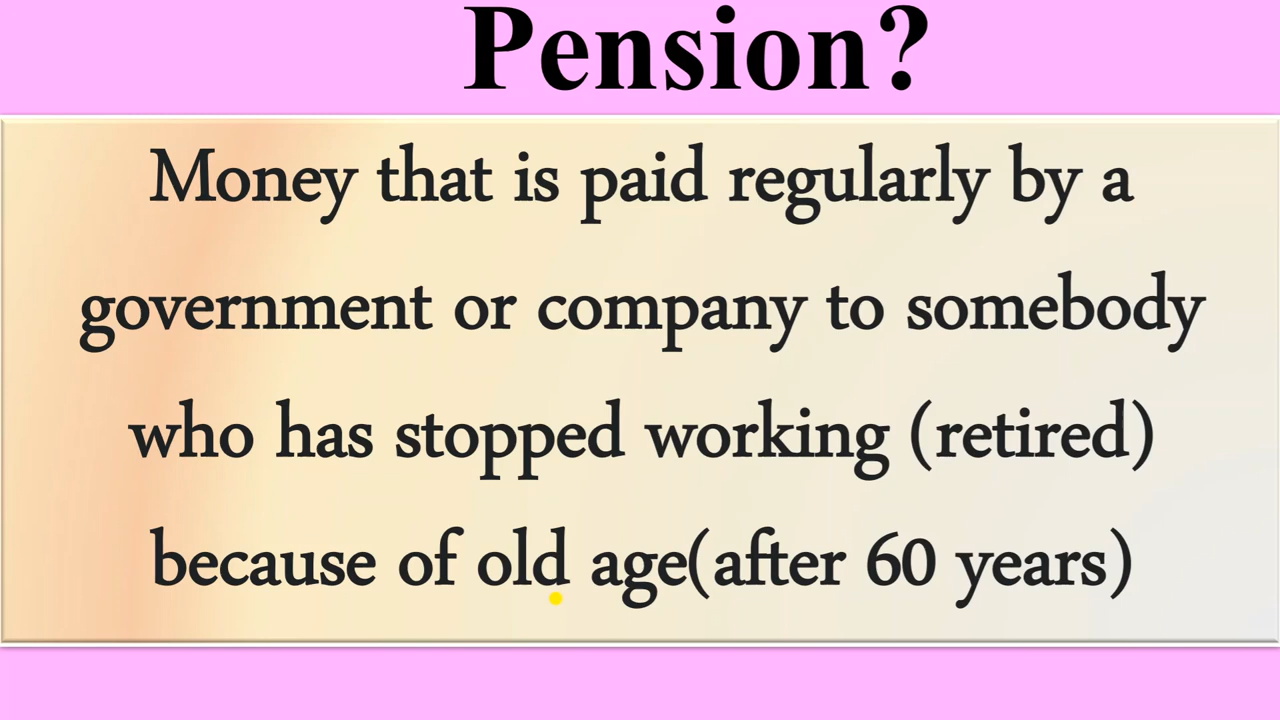 Pension?
Money that is paid regularly by a
government or company to somebody
who has stopped working (retired)
because of old age(after 60 years)